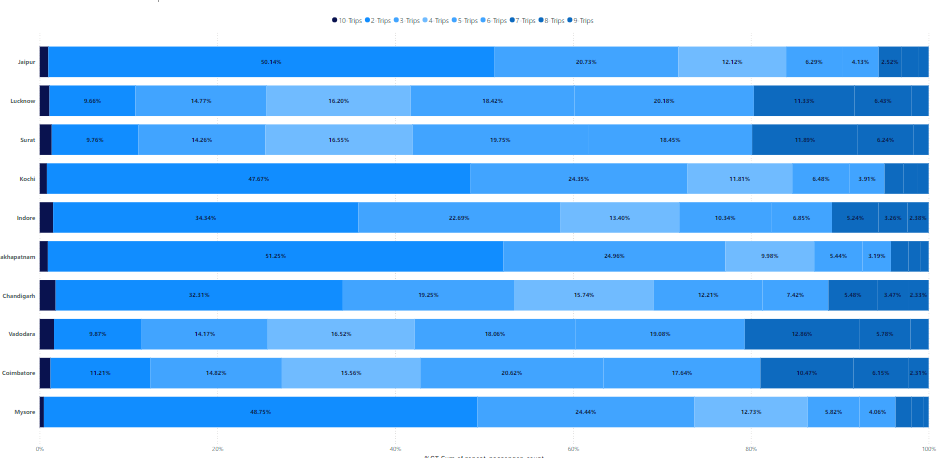 10 Trips 2 Trips 3 Trips 4 Trips 5 Trips 6 Trips 7 Trips 8 Trips 9 Trips
Jaipur 50.14% 20.73% 12.12% 6.29% 4.13% 2.52%
Lucknow 9.66% 14.77% 16.20% 18.42% 20.18% 11.33% 6.43%
Surat 9.76% 14.26% 16.55% 19.75% 18.45% 11.89% 6.24%
Kochi 47.67% 24.35% 11.81% 6.48% 3.91%
Indore 34.34% 22.69% 13.40% 10.34% 6.85% 5.24% 3.26% 2.38%
akhapatnam 51.25% 24.96% 9.98% 5.44% 3.19%
Chandigarh 32.31% 19.25% 15.74% 12.21% 7.42% 5.48% 3.47% 2.33%
Vadodara 9.87% 14.17% 16.52% 18.06% 19.08% 12.86% 5.78%
Coimbatore 11.21% 14.82% 15.56% 20.62% 17.64% 10.47% 6.15% 2.31%
Mysore 48.75% 24.44% 12.73% 5.82% 4.06%
0% 20% 40% 60% 80% 100%